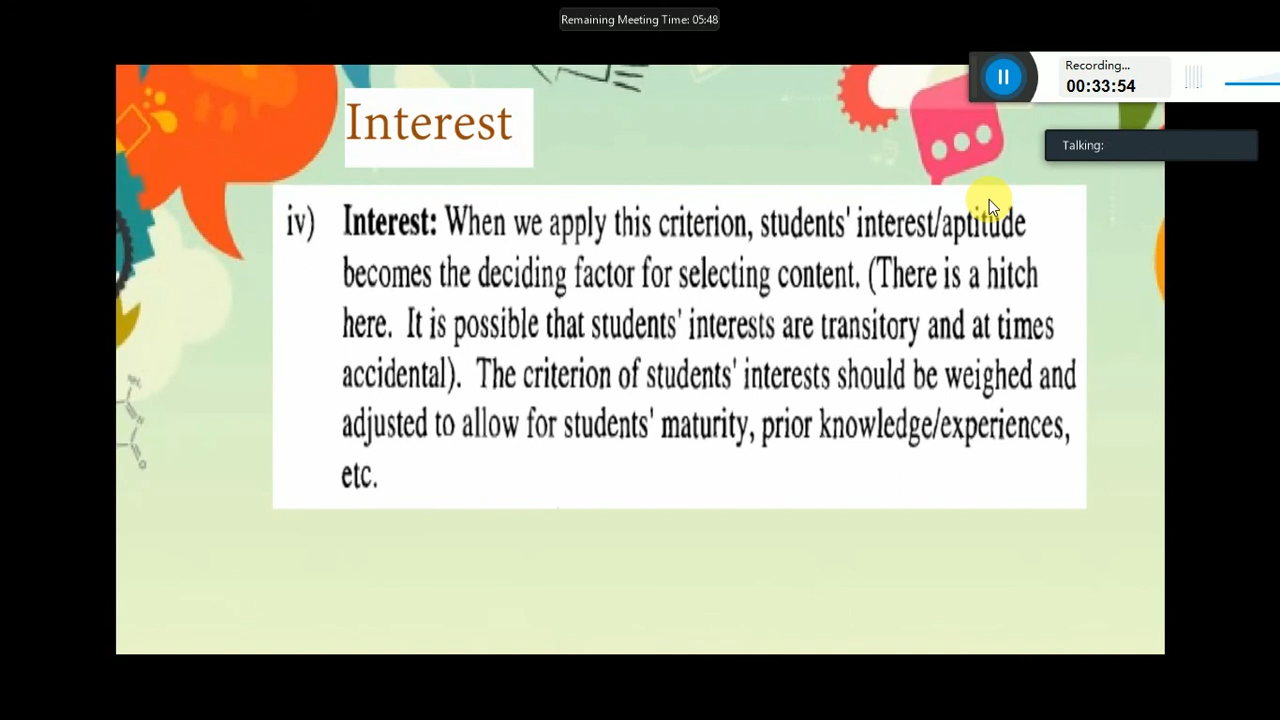 Remaining Meeting Time: 05:48
Recording...
00:33:54
Talking:
Interest
iv) Interest: When we apply this criterion, students' interest/aptitude
becomes the deciding factor for selecting content. (There is a hitch
here. It is possible that students' interests are transitory and at times
accidental). The criterion of students' interests should be weighed and
adjusted to allow for students' maturity, prior knowledge/experiences,
etc.